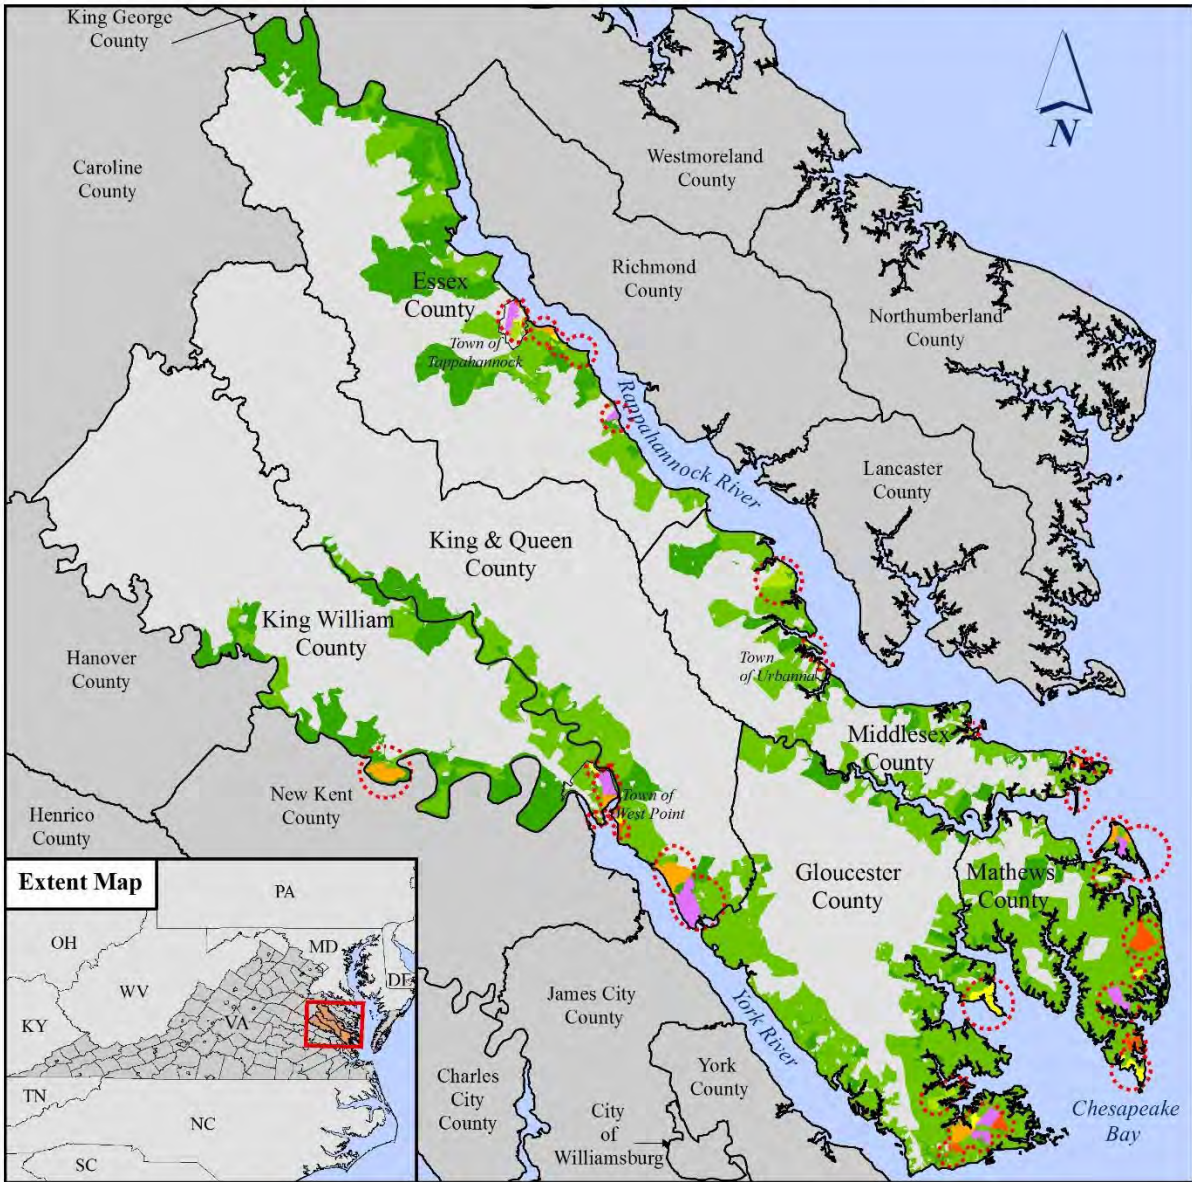 King George
County
Caroline
County
Westmoreland
County
N
Richmond
County
Essex
County
Northumberland
County
Town of
Tappahannock
Rappahannock River
Lancaster
County
King & Queen
County
King William
County
Hanover
County
Town
of Urbanna
Middlesex
County
New Kent
County
Town of
West Point
Henrico
County
Gloucester
County
Mathews
County
Extent Map
PA
OH
MD
DE
WV
KY
VA
TN
NC
SC
James City
County
York River
York
County
Charles
City
County
City
of
Williamsburg
Chesapeake
Bay